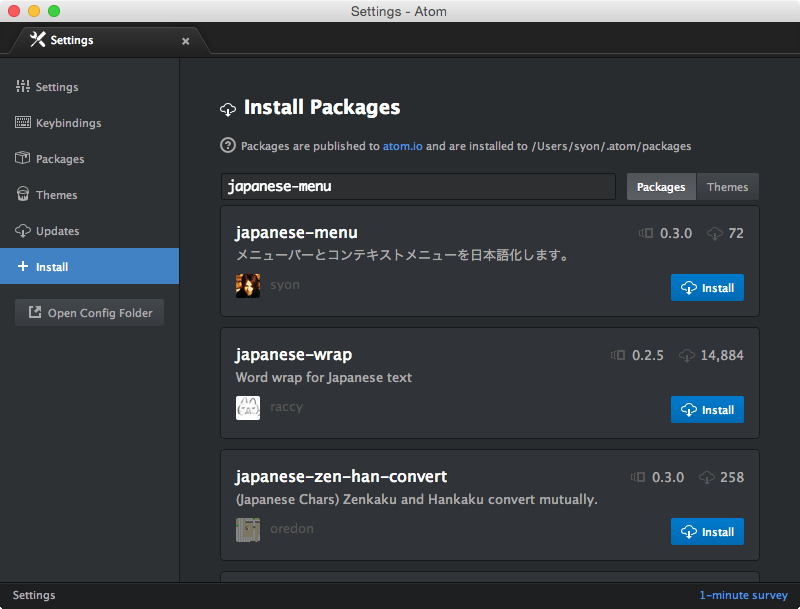 Settings - Atom
Settings
Settings
Keybindings
Packages
Themes
Updates
Install
Open Config Folder
Install Packages
Packages are published to atom.io and are installed to /Users/syon/.atom/packages
japanese-menu
Packages Themes
japanese-menu 0.3.0 72
メニューバーとコンテキストメニューを日本語化します。
syon Install
japanese-wrap 0.2.5 14,884
Word wrap for Japanese text
raccy Install
japanese-zen-han-convert 0.3.0 258
(Japanese Chars) Zenkaku and Hankaku convert mutually.
oredon Install
Settings 1-minute survey